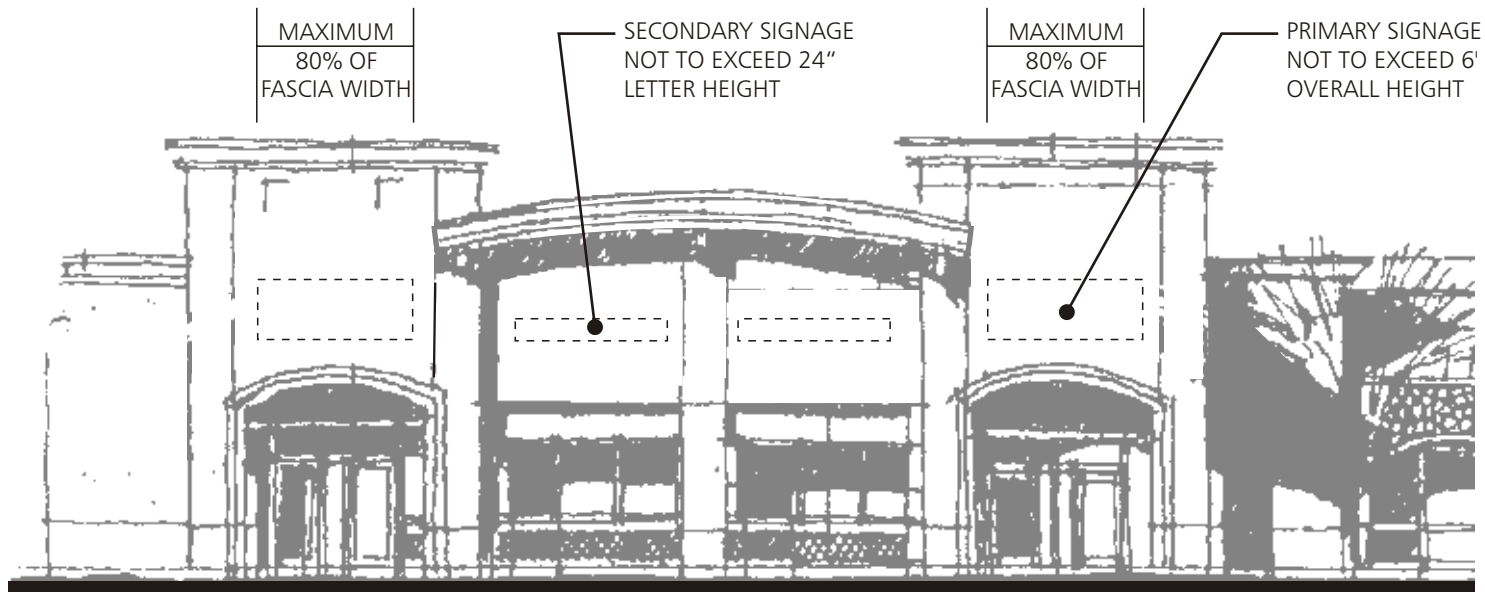 MAXIMUM
80% OF
FASCIA WIDTH
SECONDARY SIGNAGE
NOT TO EXCEED 24“
LETTER HEIGHT
MAXIMUM
80% OF
FASCIA WIDTH
PRIMARY SIGNAGE
NOT TO EXCEED 6'
OVERALL HEIGHT